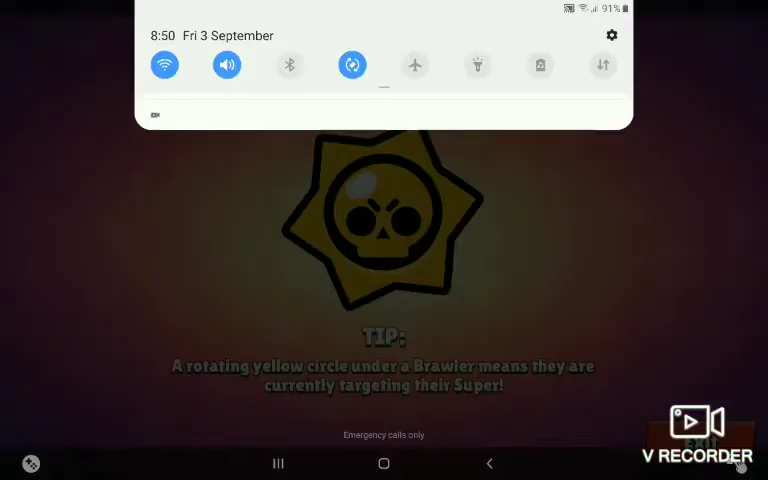 91%
8:50 Fri 3 September
TIP:
A rotating yellow circle under a Brawler means they are
currently targeting their Super!
Emergency calls only
EXIT
V RECORDER